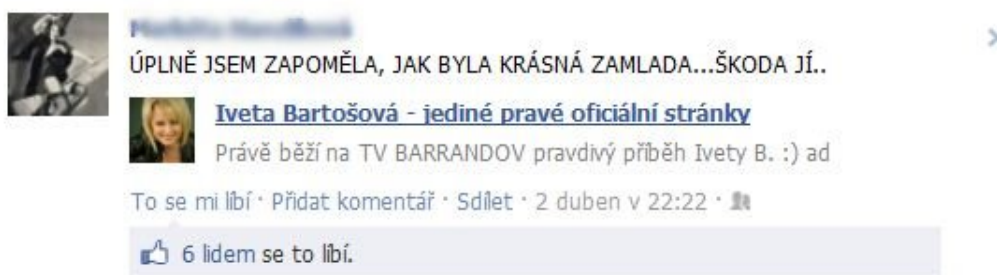 ÚPLNĚ JSEM ZAPOMĚLA, JAK BYLA KRÁSNÁ ZAMLADA...ŠKODA JÍ..
Iveta Bartošová - jediné pravé oficiální stránky
Právě běží na TV BARRANDOV pravdivý příběh Ivety B. :) ad
To se mi líbí · Přidat komentář · Sdílet · 2 duben v 22:22 ·
6 lidem se to líbí.